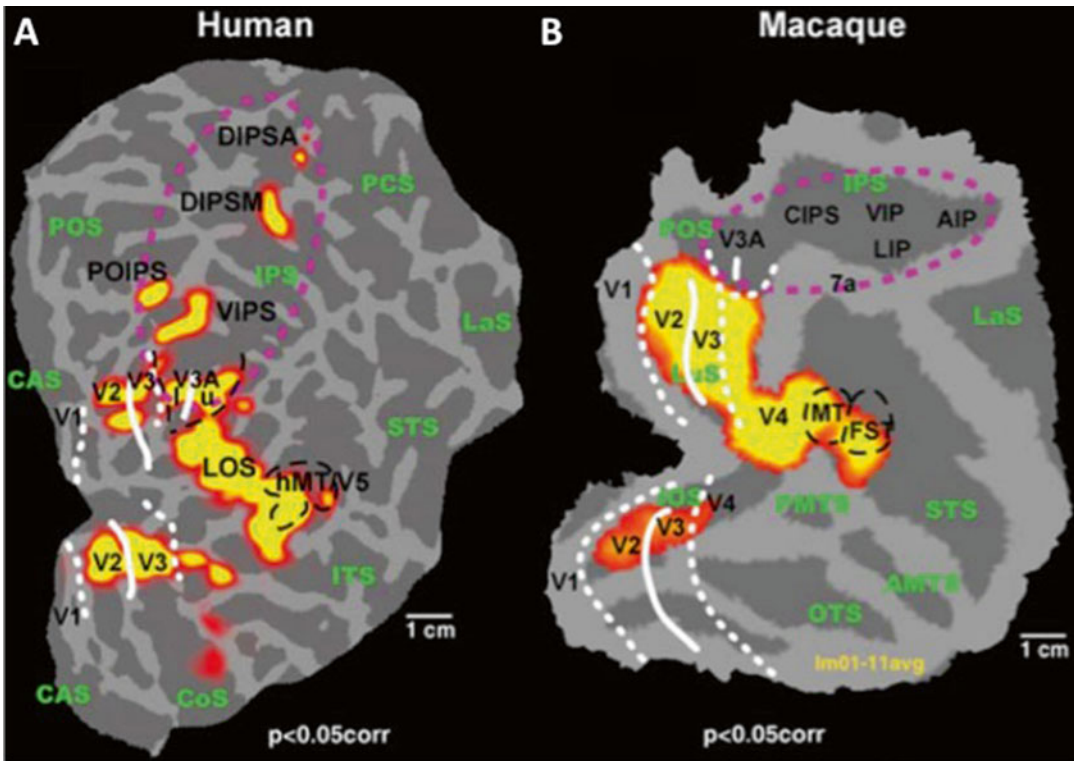 A
Human
DIPSA
PCS
DIPSM
POS
POIPS
IPS
VIPS
LaS
CAS
V2
V3
V3A
l
u
V1
STS
LOS
hMT/V5
V2
V3
ITS
V1
1 cm
CAS
CoS
p<0.05corr
B
Macaque
IPS
CIPS
VIP
AIP
POS
V3A
LIP
7a
V1
LaS
V2
V3
LuS
V4
MT
FS
IOS
V4
PMTS
STS
V3
V2
V1
AMTS
OTS
1 cm
lm01-11avg
p<0.05corr